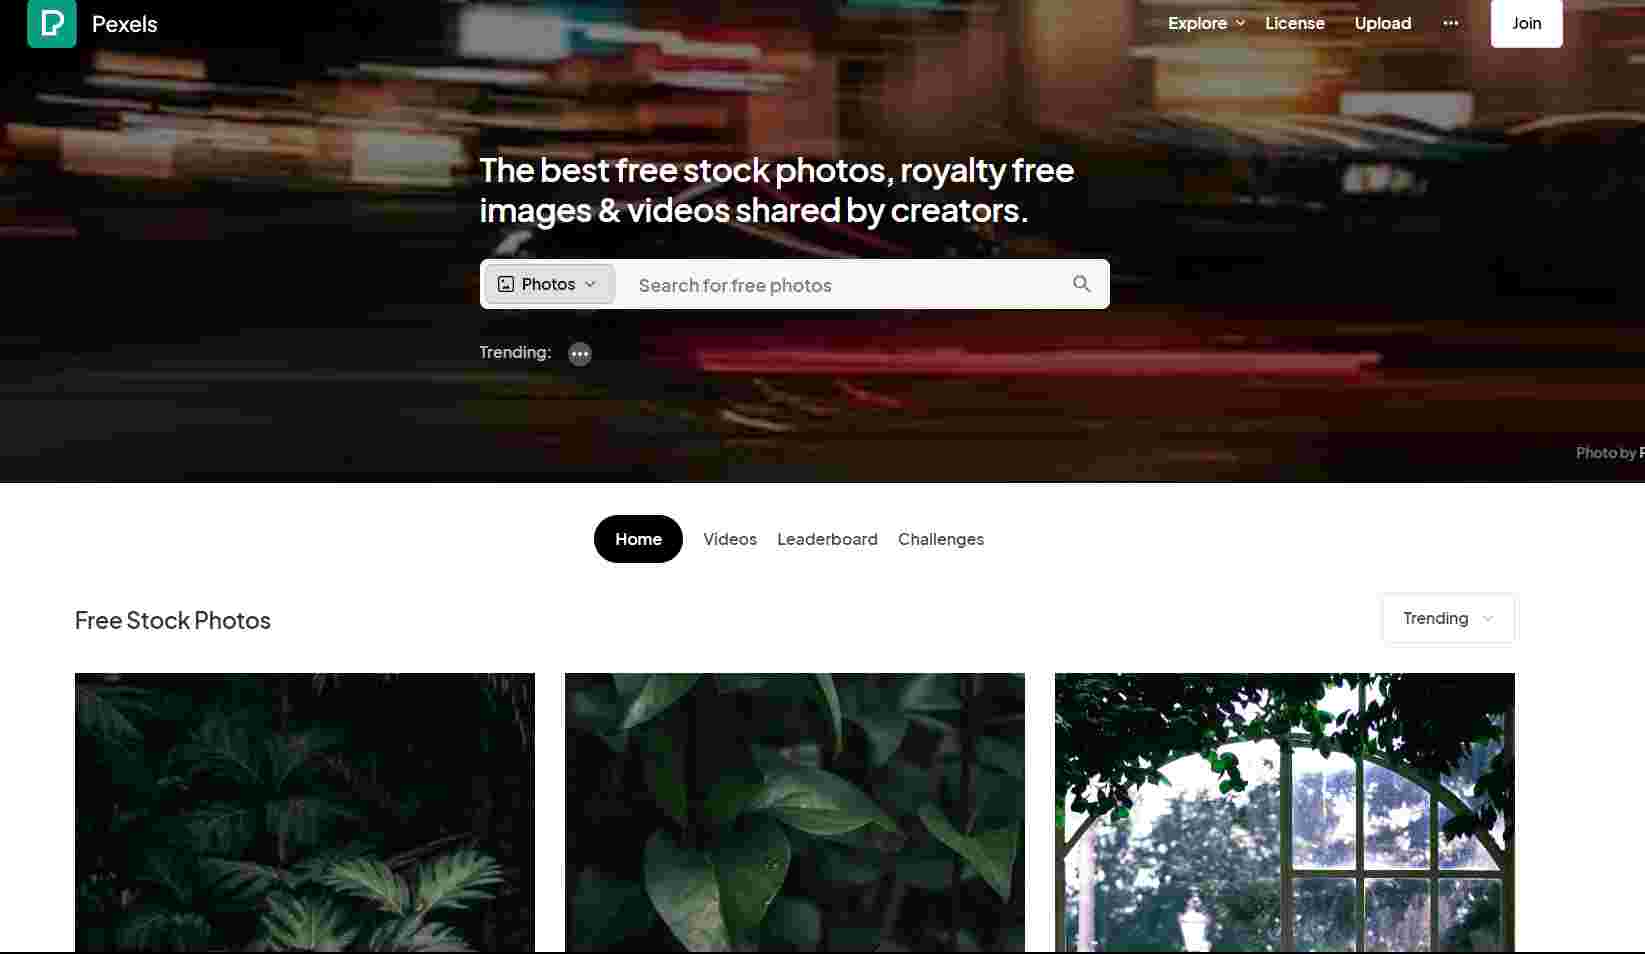 Pexels
Explore
License
Upload
Join
The best free stock photos, royalty free
images & videos shared by creators.
Photos
Search for free photos
Trending:
Photo by
Home
Videos
Leaderboard
Challenges
Free Stock Photos
Trending